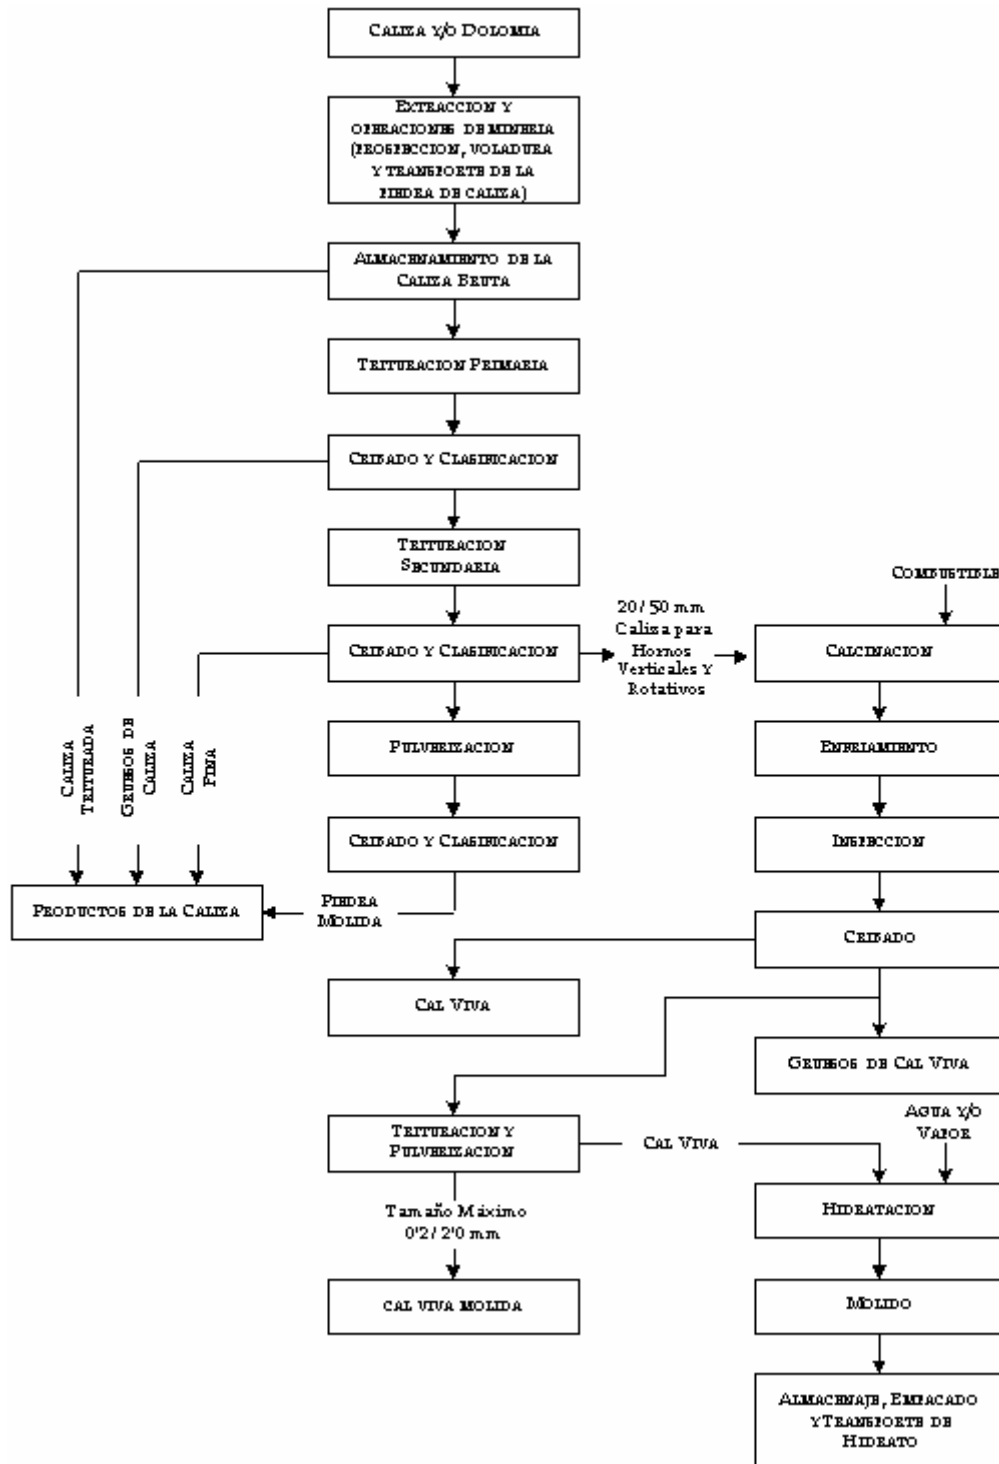 CALIZA Y/O DOLOMIA
EXTRACCION Y
OPERACIONES DE MINERIA
(PROSPECCION, VOLADURA
Y TRANSPORTE DE LA
PIEDRA DE CALIZA)
ALMACENAMIENTO DE LA
CALIZA BRUTA
TRITURACION PRIMARIA
CRIBADO Y CLASIFICACION
TRITURACION
SECUNDARIA
COMBUSTIBLE
CRIBADO Y CLASIFICACION
20/50 mm
Caliza para
Hornos
Verticales Y
Rotativos
CALCINACION
CALIZA
TRITURADA
GRUESOS DE
CALIZA
CALIZA
FINA
PULVERIZACION
ENFRIAMIENTO
CRIBADO Y CLASIFICACION
INSPECCION
PRODUCTOS DE LA CALIZA
PIEDRA
MOLIDA
CRIBADO
CAL VIVA
GRUESOS DE CAL VIVA
TRITURACION Y
PULVERIZACION
CAL VIVA
AGUA Y/O
VAPOR
Tamaño Máximo
0'2/2'0 mm
HIDRATACION
CAL VIVA MOLIDA
MOLIDO
ALMACENAJE, EMPACADO
Y TRANSPORTE DE
HIDRATO